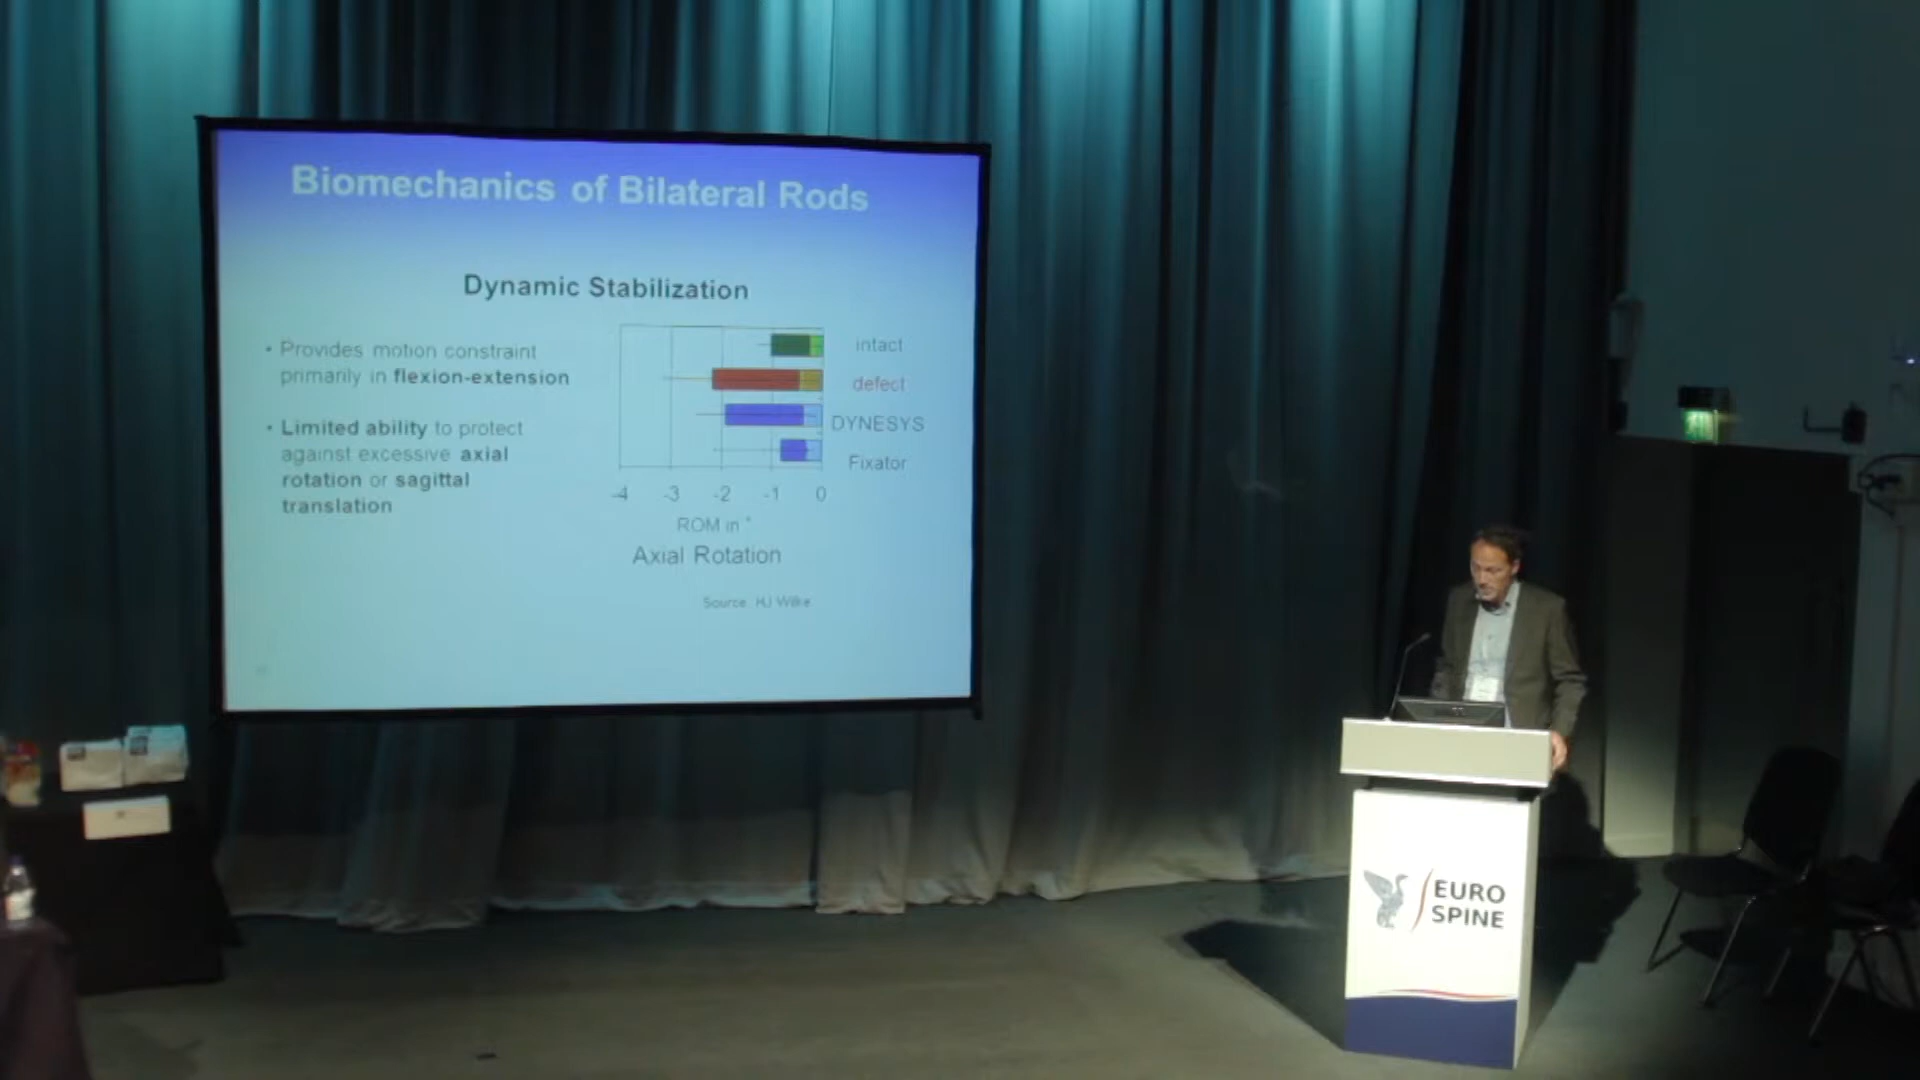 Biomechanics of Bilateral Rods
Dynamic Stabilization
• Provides motion constraint
primarily in flexion-extension
• Limited ability to protect
against excessive axial
rotation or sagittal
translation
intact
defect
DYNESYS
Fixator
-4 -3 -2 -1 0
ROM in °
Axial Rotation
Source: HJ Wilke
EURO
SPINE